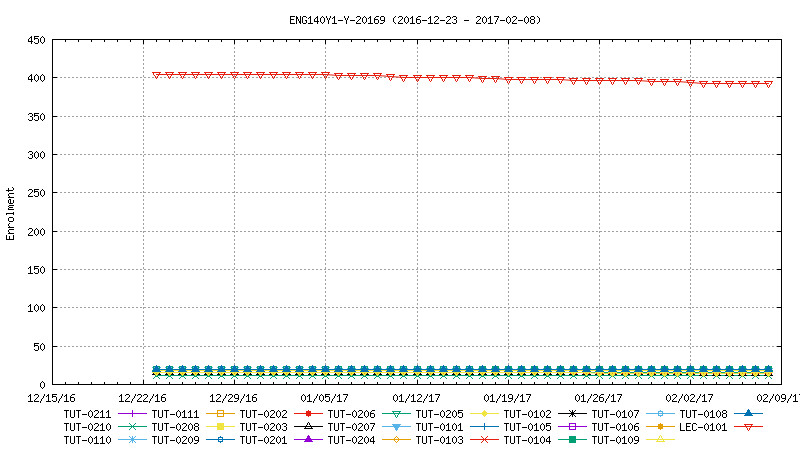 ENG140Y1-Y-20169 (2016-12-23 - 2017-02-08)
450
400
350
300
250
200
150
100
50
0
Enrolment
12/15/16 12/22/16 12/29/16 01/05/17 01/12/17 01/19/17 01/26/17 02/02/17 02/09/1
TUT-0211 TUT-0111 TUT-0202 TUT-0206 TUT-0205 TUT-0102 TUT-0107 TUT-0108
TUT-0210 TUT-0208 TUT-0203 TUT-0207 TUT-0101 TUT-0105 TUT-0106 LEC-0101
TUT-0110 TUT-0209 TUT-0201 TUT-0204 TUT-0103 TUT-0104 TUT-0109